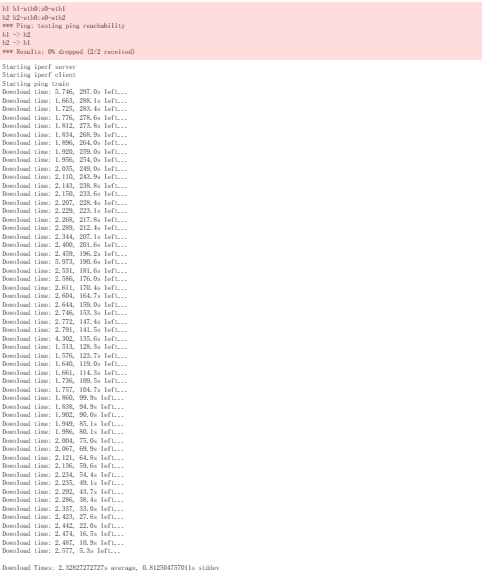 h1 h1-eth0:s0-eth1
h2 h2-eth0:s0-eth2
*** Ping: testing ping reachability
h1 -> h2
h2 -> h1
*** Results: 0% dropped (2/2 received)
Starting iperf server
Starting iperf client
Starting ping train
Download time: 5.746, 297.0s left...
Download time: 1.663, 288.1s left...
Download time: 1.725, 283.4s left...
Download time: 1.776, 278.6s left...
Download time: 1.812, 273.8s left...
Download time: 1.834, 268.9s left...
Download time: 1.896, 264.0s left...
Download time: 1.920, 259.0s left...
Download time: 1.956, 254.0s left...
Download time: 2.035, 249.0s left...
Download time: 2.110, 243.9s left...
Download time: 2.143, 238.8s left...
Download time: 2.150, 233.6s left...
Download time: 2.207, 228.4s left...
Download time: 2.229, 223.1s left...
Download time: 2.268, 217.8s left...
Download time: 2.289, 212.4s left...
Download time: 2.344, 207.1s left...
Download time: 2.400, 201.6s left...
Download time: 2.459, 196.2s left...
Download time: 5.973, 190.6s left...
Download time: 2.531, 181.6s left...
Download time: 2.586, 176.0s left...
Download time: 2.611, 170.4s left...
Download time: 2.604, 164.7s left...
Download time: 2.644, 159.0s left...
Download time: 2.746, 153.3s left...
Download time: 2.772, 147.4s left...
Download time: 2.791, 141.5s left...
Download time: 4.302, 135.6s left...
Download time: 1.513, 128.3s left...
Download time: 1.576, 123.7s left...
Download time: 1.640, 119.0s left...
Download time: 1.661, 114.3s left...
Download time: 1.736, 109.5s left...
Download time: 1.757, 104.7s left...
Download time: 1.860, 99.9s left...
Download time: 1.838, 94.9s left...
Download time: 1.902, 90.0s left...
Download time: 1.949, 85.1s left...
Download time: 1.986, 80.1s left...
Download time: 2.004, 75.0s left...
Download time: 2.067, 69.9s left...
Download time: 2.121, 64.8s left...
Download time: 2.136, 59.6s left...
Download time: 2.234, 54.4s left...
Download time: 2.235, 49.1s left...
Download time: 2.292, 43.7s left...
Download time: 2.286, 38.4s left...
Download time: 2.337, 33.0s left...
Download time: 2.423, 27.6s left...
Download time: 2.442, 22.0s left...
Download time: 2.474, 16.5s left...
Download time: 2.487, 10.9s left...
Download time: 2.577, 5.3s left...
Download Times: 2.32827272727s average, 0.812504757011s stddev